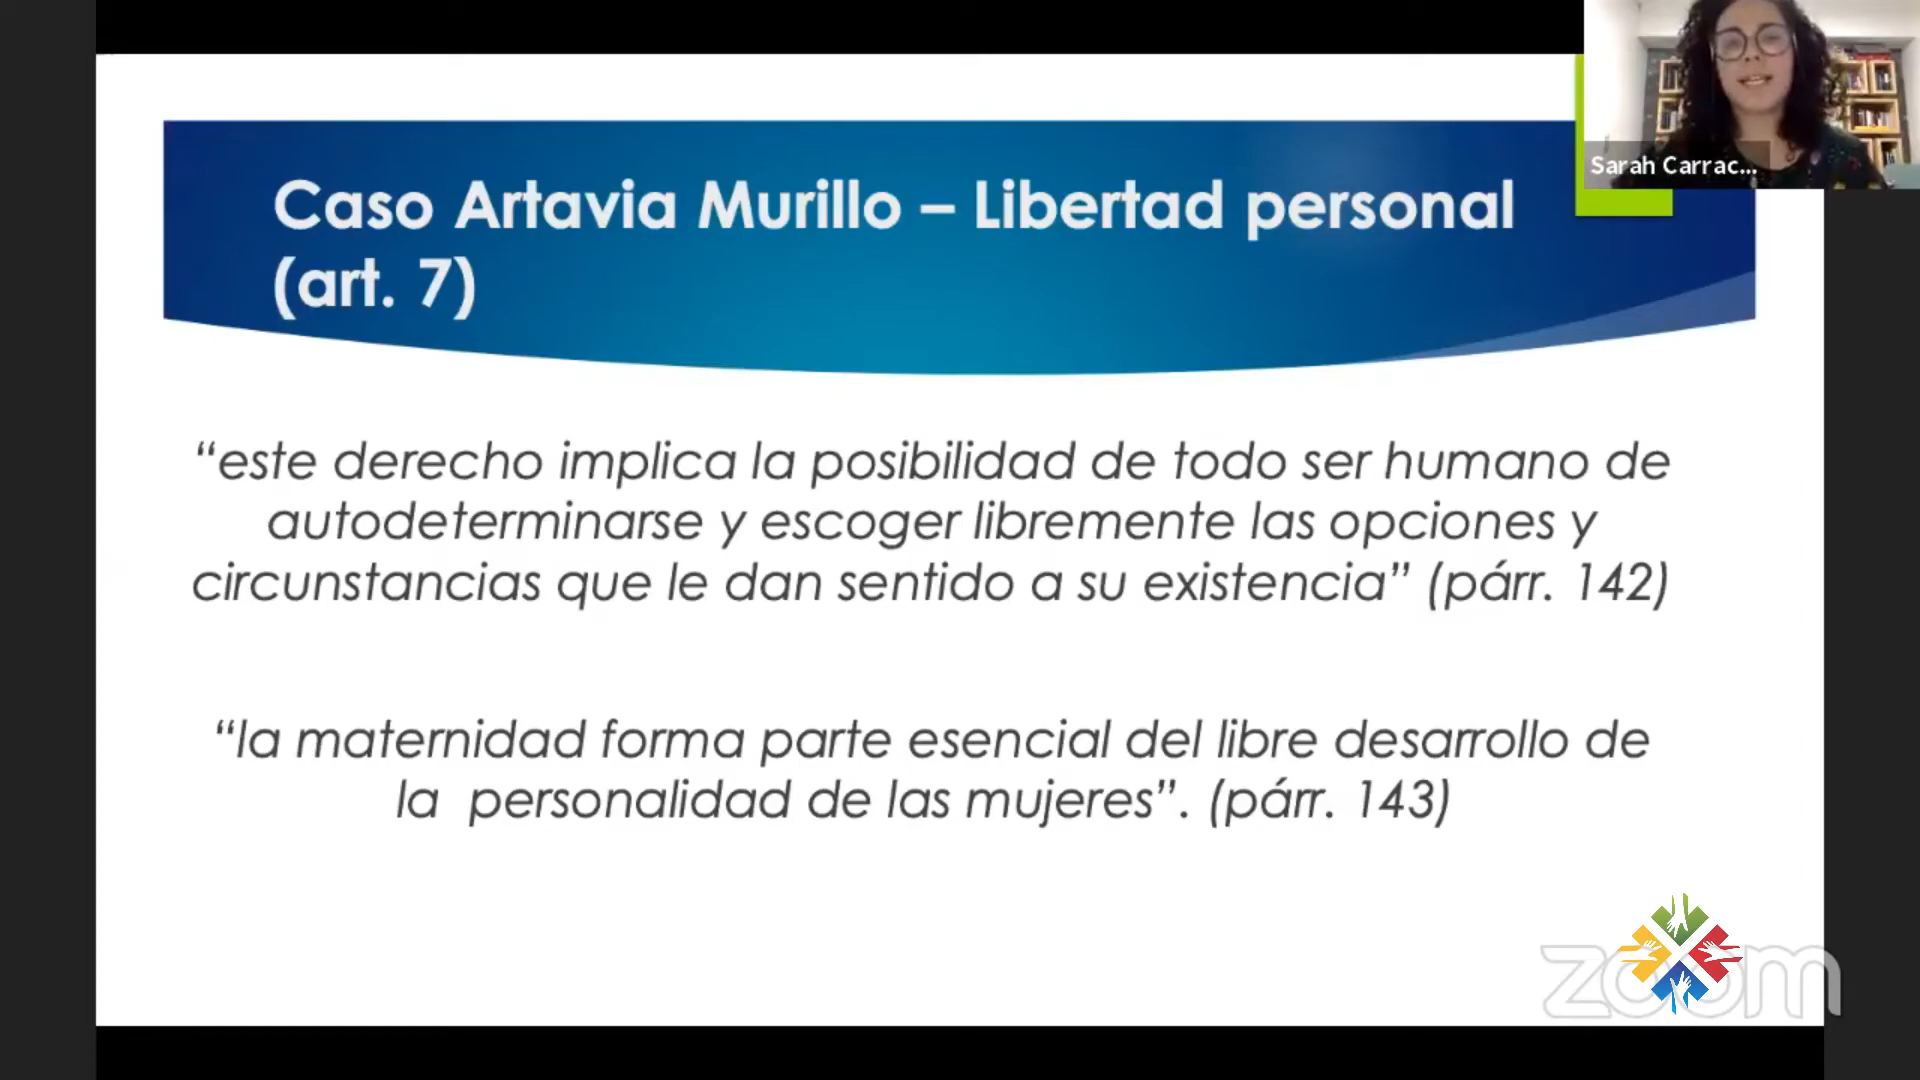 Sarah Carrac...
Caso Artavia Murillo – Libertad personal
(art. 7)
“este derecho implica la posibilidad de todo ser humano de
autodeterminarse y escoger libremente las opciones y
circunstancias que le dan sentido a su existencia” (párr. 142)
“la maternidad forma parte esencial del libre desarrollo de
la  personalidad de las mujeres”. (párr. 143)
zoom